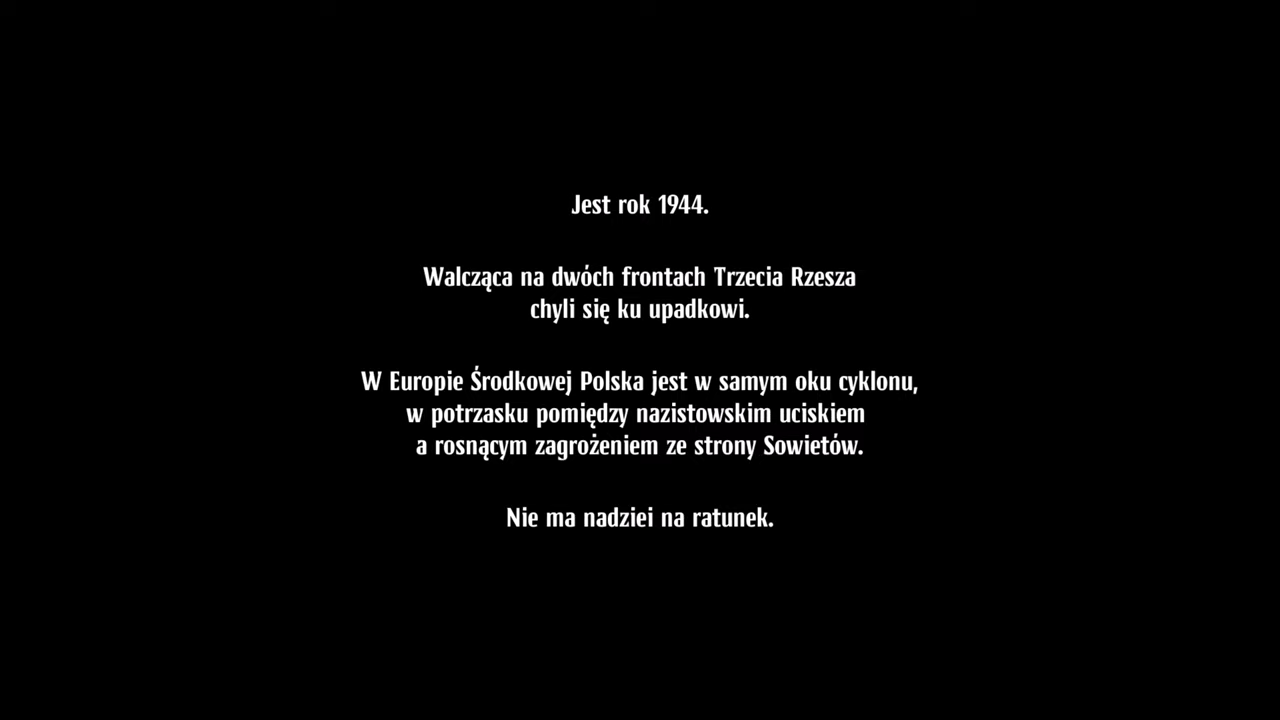 Jest rok 1944.
Walcząca na dwóch frontach Trzecia Rzesza
chyli się ku upadkowi.
W Europie Środkowej Polska jest w samym oku cyklonu,
w potrzasku pomiędzy nazistowskim uciskiem
a rosnącym zagrożeniem ze strony Sowietów.
Nie ma nadziei na ratunek.